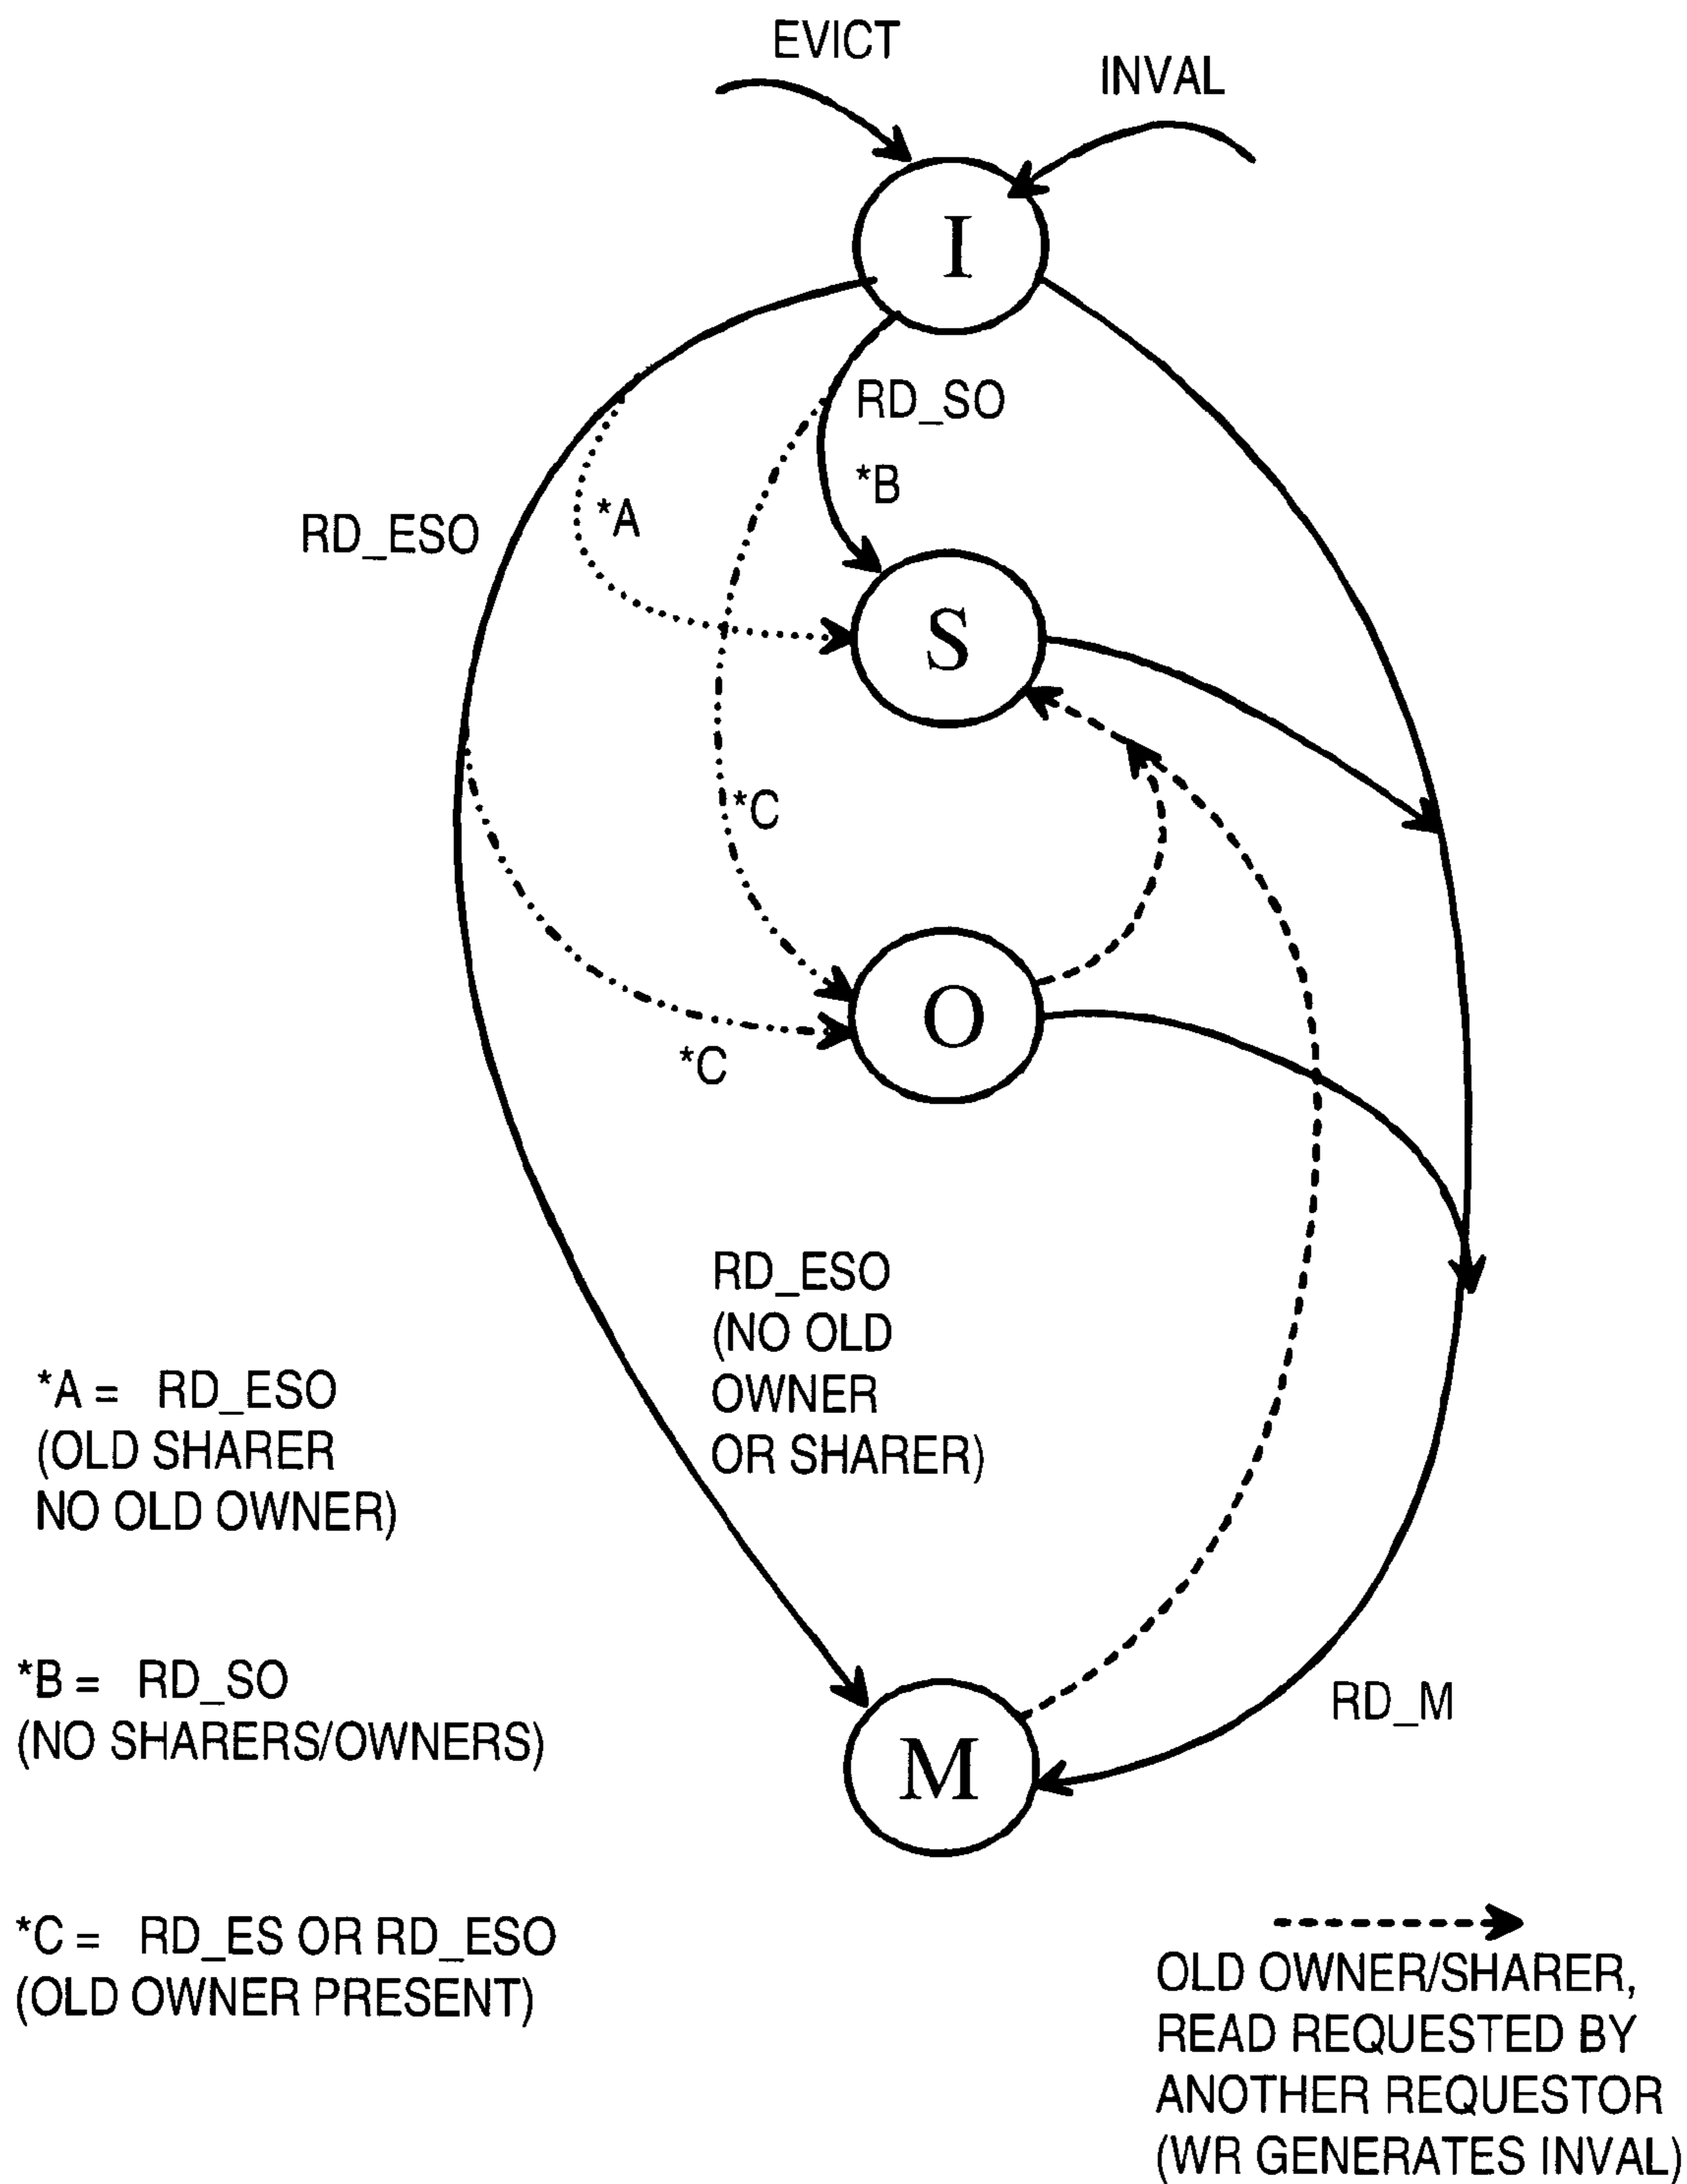 EVICT
INVAL
I
RD_SO
*B
*A
RD_ESO
S
*C
O
*C
RD_ESO
(NO OLD
OWNER
OR SHARER)
*A = RD_ESO
(OLD SHARER
NO OLD OWNER)
*B = RD_SO
(NO SHARERS/OWNERS)
RD_M
M
*C = RD_ES OR RD_ESO
(OLD OWNER PRESENT)
OLD OWNER/SHARER,
READ REQUESTED BY
ANOTHER REQUESTOR
(WR GENERATES INVAL)